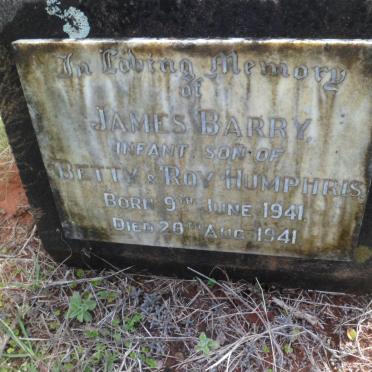 In Loving Memory
of
JAMES BARRY,
INFANT SON OF
BETTY & ROY HUMPHRIS
BORN 9TH JUNE 1941.
DIED 28TH AUG. 1941